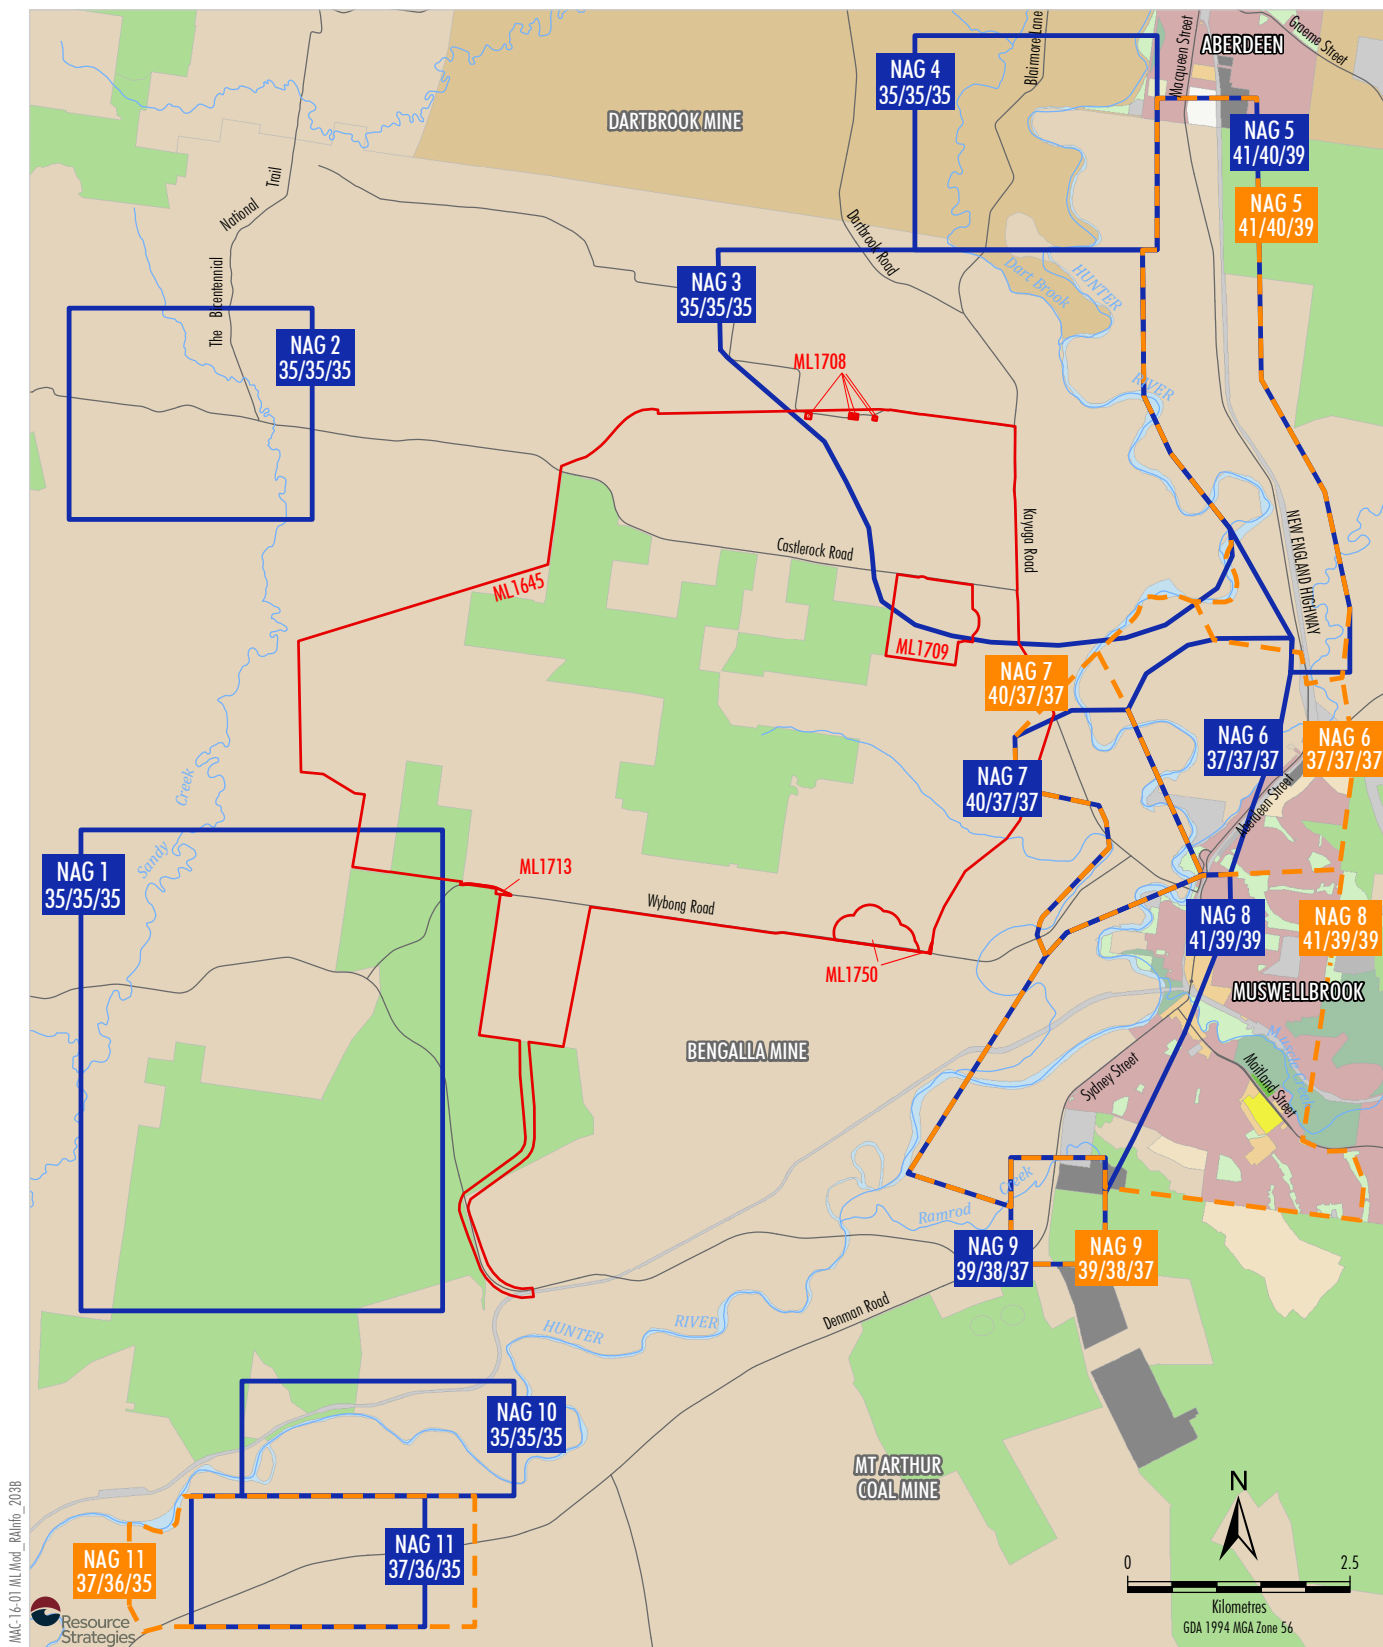 ABERDEEN
Graeme Street
Macqueen Street
Blairmore Lane
NAG 4
35/35/35
DARTBROOK MINE
NAG 5
41/40/39
NAG 5
41/40/39
National Trail
The Bicentennial
Dartbrook Road
Dart Brook
HUNTER
RIVER
NAG 3
35/35/35
NAG 2
35/35/35
ML1708
Kayuga Road
NEW ENGLAND HIGHWAY
Castlerock Road
ML1645
ML1709
NAG 7
40/37/37
NAG 6
37/37/37
NAG 6
37/37/37
NAG 7
40/37/37
Aberdeen Street
Sandy
Creek
NAG 1
35/35/35
ML1713
Wybong Road
NAG 8
41/39/39
NAG 8
41/39/39
ML1750
MUSWELLBROOK
BENGALLA MINE
Muscle Creek
Sydney Street
Maitland Street
Ramrod
Creek
NAG 9
39/38/37
NAG 9
39/38/37
Denman Road
HUNTER
RIVER
NAG 10
35/35/35
MT ARTHUR
COAL MINE
NAG 11
37/36/35
NAG 11
37/36/35
N
0
2.5
Kilometres
GDA 1994 MGA Zone 56
Resource
Strategies
MAC-16-01 ML Mod_RAInfo_203B